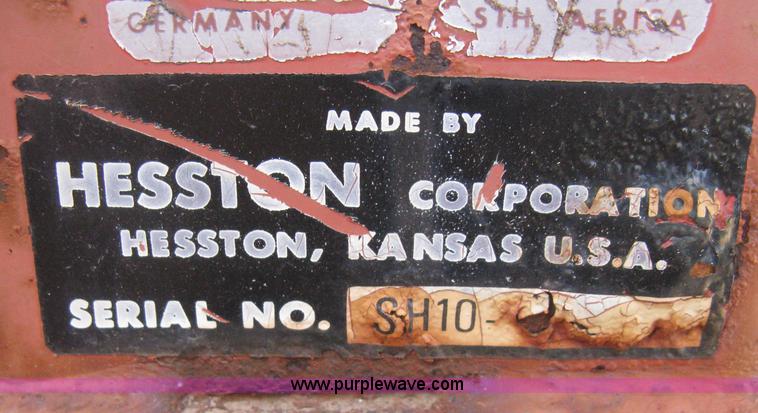 GERMANY STH AFRICA
MADE BY
HESSTON CORPORATION
HESSTON, KANSAS U.S.A.
SERIAL NO. SH10-
www.purplewave.com